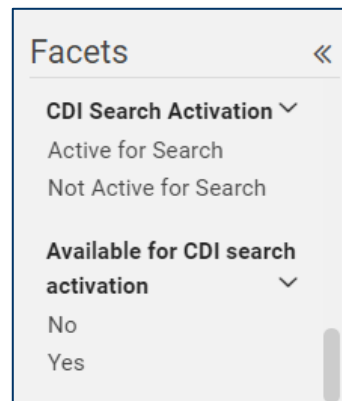 Facets «
CDI Search Activation
Active for Search
Not Active for Search
Available for CDI search
activation
No
Yes